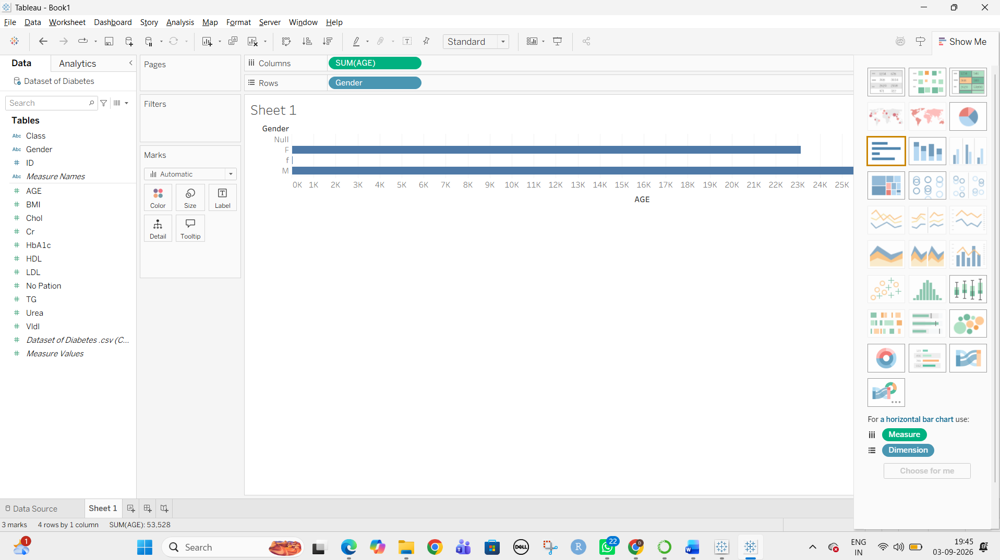 Tableau - Book1
File Data Worksheet Dashboard Story Analysis Map Format Server Window Help
Standard
Show Me
Data Analytics
Dataset of Diabetes
Search
Tables
Abc Class
Abc Gender
# ID
Abc Measure Names
# AGE
# BMI
# Chol
# Cr
# HbA1c
# HDL
# LDL
# No Pation
# TG
# Urea
# Vldl
# Dataset of Diabetes .csv (C...
# Measure Values
Pages
Filters
Marks
Automatic
Color Size Label
Detail Tooltip
Columns SUM(AGE)
Rows Gender
Sheet 1
Gender
Null
F
f
M
0K 1K 2K 3K 4K 5K 6K 7K 8K 9K 10K 11K 12K 13K 14K 15K 16K 17K 18K 19K 20K 21K 22K 23K 24K 25K
AGE
For a horizontal bar chart use:
Measure
Dimension
Choose for me
Data Source Sheet 1
3 marks 4 rows by 1 column SUM(AGE): 53,528
1
Search
DELL
R
22
D
W
ENG
IN
19:45
03-09-2026